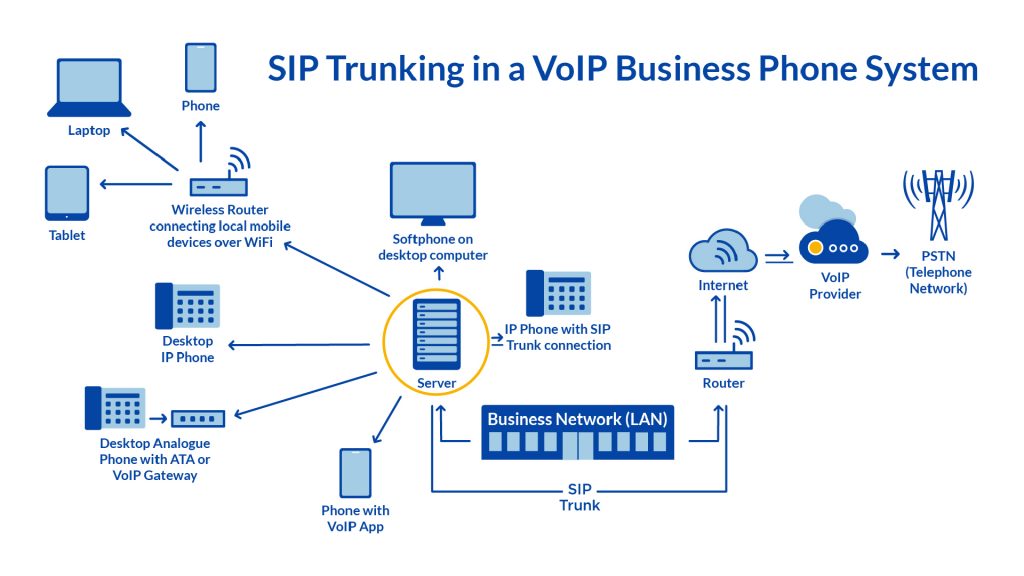 SIP Trunking in a VoIP Business Phone System
Phone
Laptop
Tablet
Wireless Router
connecting local mobile
devices over WiFi
Softphone on
desktop computer
Internet
VoIP
Provider
PSTN
(Telephone
Network)
Desktop
IP Phone
IP Phone with SIP
Trunk connection
Server
Router
Business Network (LAN)
Desktop Analogue
Phone with ATA or
VoIP Gateway
SIP
Trunk
Phone with
VoIP App